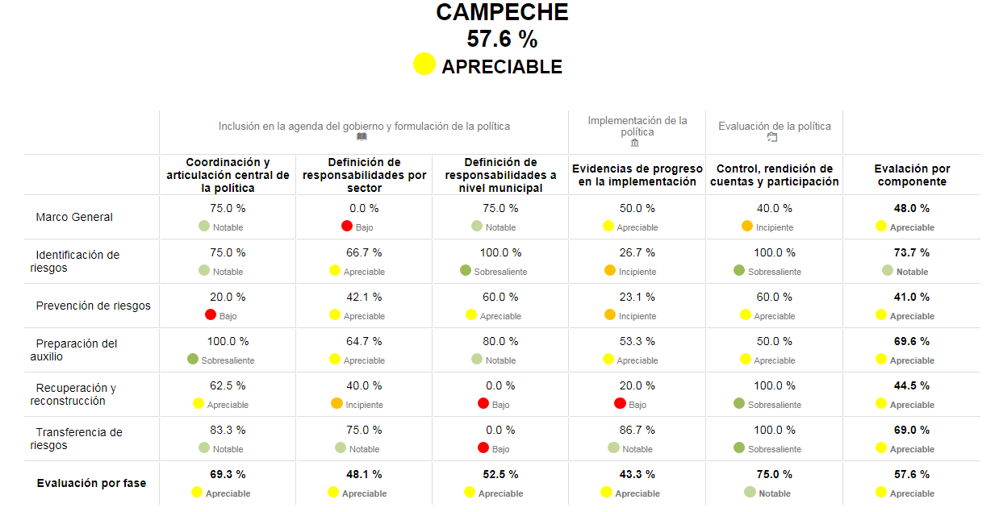 CAMPECHE
57.6 %
APRECIABLE
Inclusión en la agenda del gobierno y formulación de la política
Implementación de la
política
Evaluación de la política
Coordinación y
articulación central de
la política
Definición de
responsabilidades por
sector
Definición de
responsabilidades a
nivel municipal
Evidencias de progreso
en la implementación
Control, rendición de
cuentas y participación
Evalación por
componente
Marco General
75.0 %
Notable
0.0 %
Bajo
75.0 %
Notable
50.0 %
Apreciable
40.0 %
Incipiente
48.0 %
Apreciable
Identificación de
riesgos
75.0 %
Notable
66.7 %
Apreciable
100.0 %
Sobresaliente
26.7 %
Incipiente
100.0 %
Sobresaliente
73.7 %
Notable
Prevención de riesgos
20.0 %
Bajo
42.1 %
Apreciable
60.0 %
Apreciable
23.1 %
Incipiente
60.0 %
Apreciable
41.0 %
Apreciable
Preparación del
auxilio
100.0 %
Sobresaliente
64.7 %
Apreciable
80.0 %
Notable
53.3 %
Apreciable
50.0 %
Apreciable
69.6 %
Apreciable
Recuperación y
reconstrucción
62.5 %
Apreciable
40.0 %
Incipiente
0.0 %
Bajo
20.0 %
Bajo
100.0 %
Sobresaliente
44.5 %
Apreciable
Transferencia de
riesgos
83.3 %
Notable
75.0 %
Notable
0.0 %
Bajo
86.7 %
Notable
100.0 %
Sobresaliente
69.0 %
Apreciable
Evaluación por fase
69.3 %
Apreciable
48.1 %
Apreciable
52.5 %
Apreciable
43.3 %
Apreciable
75.0 %
Notable
57.6 %
Apreciable